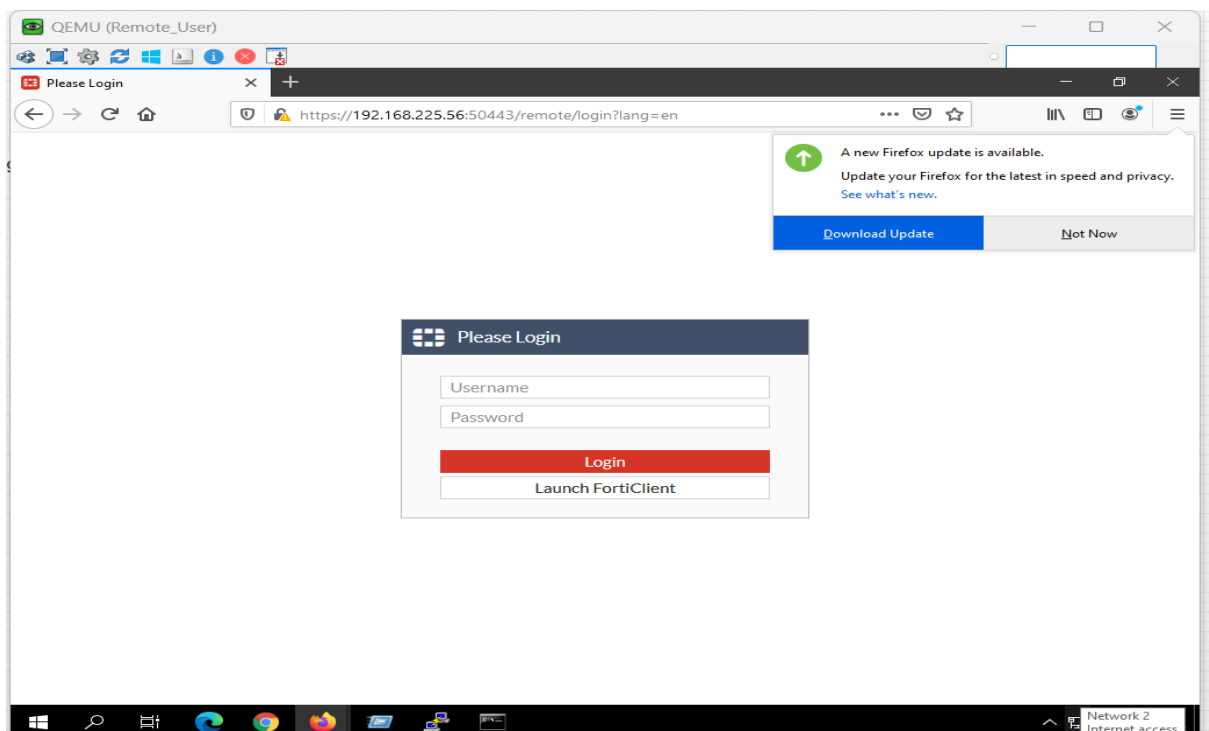 QEMU (Remote_User)
Please Login
https://192.168.225.56:50443/remote/login?lang=en
A new Firefox update is available.
Update your Firefox for the latest in speed and privacy.
See what's new.
Download Update
Not Now
Please Login
Username
Password
Login
Launch FortiClient
Network 2
Internet access